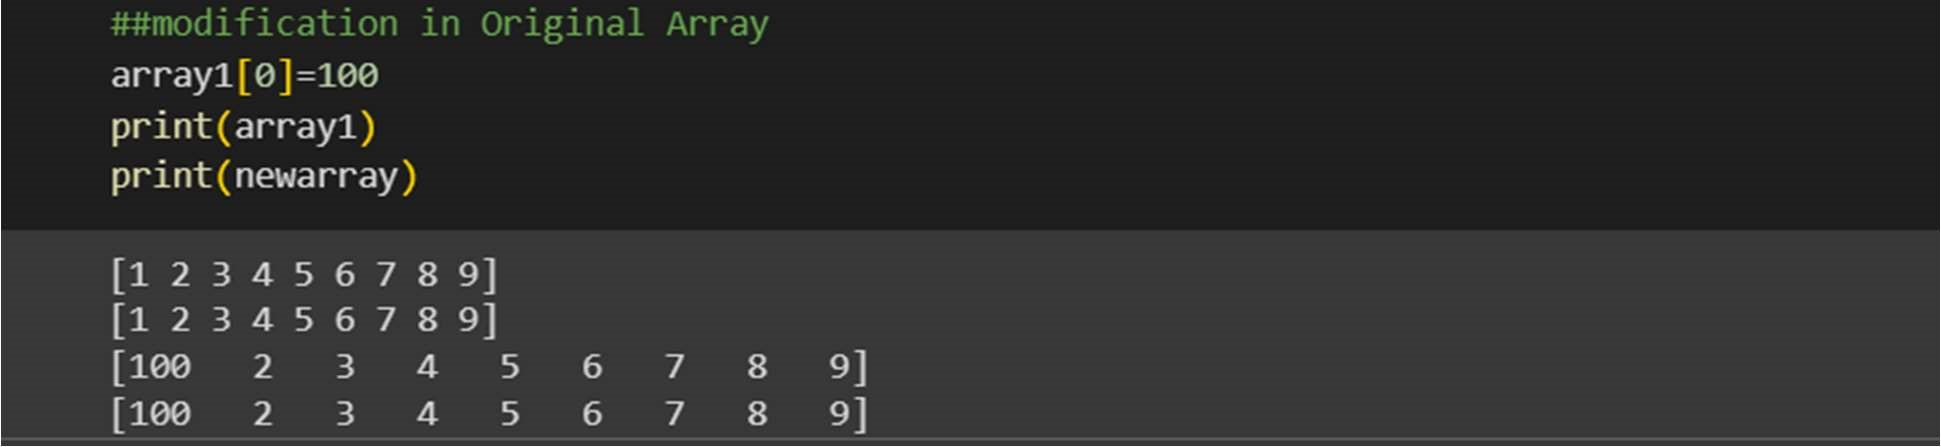 ##modification in Original Array
array1[0]=100
print(array1)
print(newarray)
[1 2 3 4 5 6 7 8 9]
[1 2 3 4 5 6 7 8 9]
[100   2   3   4   5   6   7   8   9]
[100   2   3   4   5   6   7   8   9]